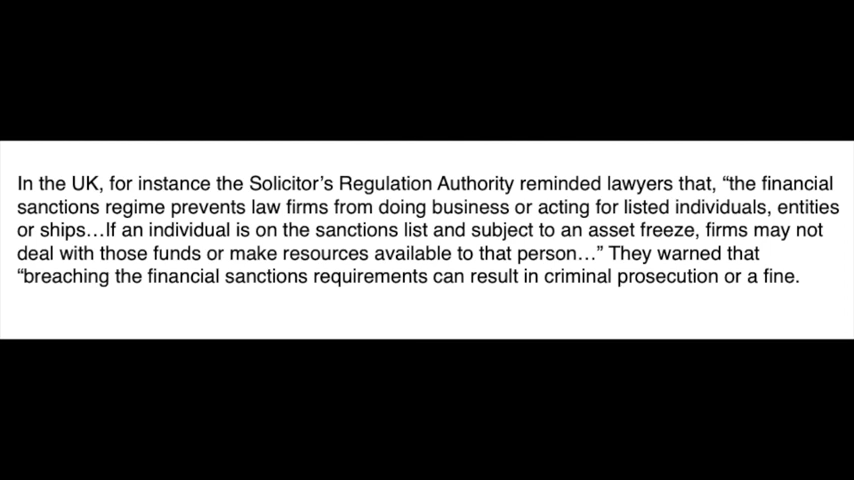 In the UK, for instance the Solicitor’s Regulation Authority reminded lawyers that, “the financial
sanctions regime prevents law firms from doing business or acting for listed individuals, entities
or ships…If an individual is on the sanctions list and subject to an asset freeze, firms may not
deal with those funds or make resources available to that person…” They warned that
“breaching the financial sanctions requirements can result in criminal prosecution or a fine.